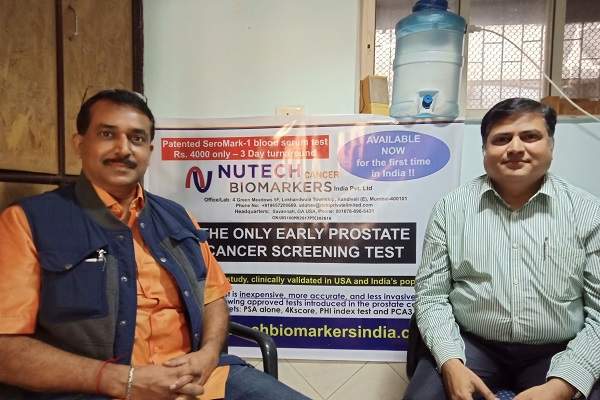 Patented SeroMark-1 blood serum test
Rs. 4000 only – 3 Day turnaround
AVAILABLE
NOW
for the first time
in India !!
NUTECH CANCER
BIOMARKERS India Pvt. Ltd
Office/Lab: 4 Green Meadows 5F, Lokhandwala Township, Kandivali (E), Mumbai-400101
Headquarters: Savannah, GA USA, Phone:
THE ONLY EARLY PROSTATE
CANCER SCREENING TEST
study, clinically validated in USA and India's
is inexpensive, more accurate, and less invasive
approved tests introduced in the prostate
PSA alone, 4Kscore, PHI index test and PCA3
chbiomarkersindia.c